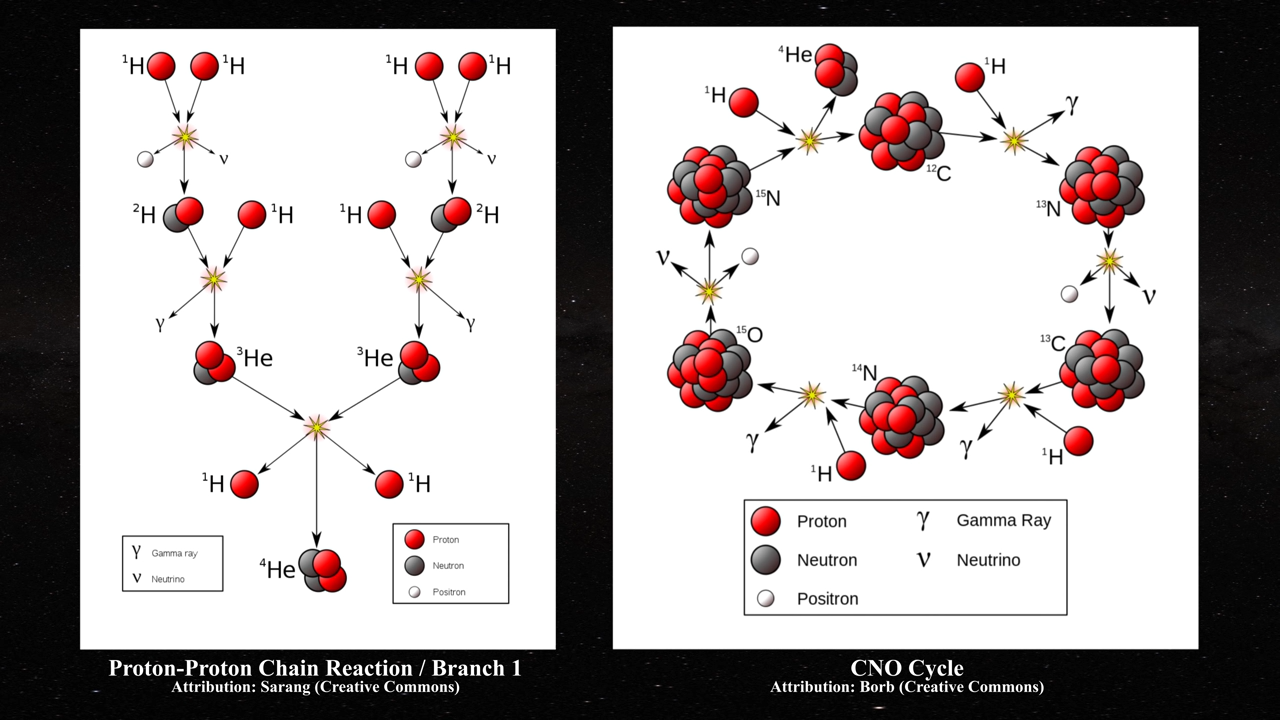 ¹H ¹H ¹H ¹H
ν ν
²H ¹H ¹H ²H
γ γ
³He ³He
¹H ¹H
⁴He
γ Gamma ray
ν Neutrino
Proton
Neutron
Positron
Proton-Proton Chain Reaction / Branch 1
Attribution: Sarang (Creative Commons)
⁴He ¹H
¹H γ
¹²C
¹⁵N ¹³N
ν ν
¹⁵O ¹³C
¹⁴N
γ γ
¹H ¹H
Proton γ Gamma Ray
Neutron ν Neutrino
Positron
CNO Cycle
Attribution: Borb (Creative Commons)